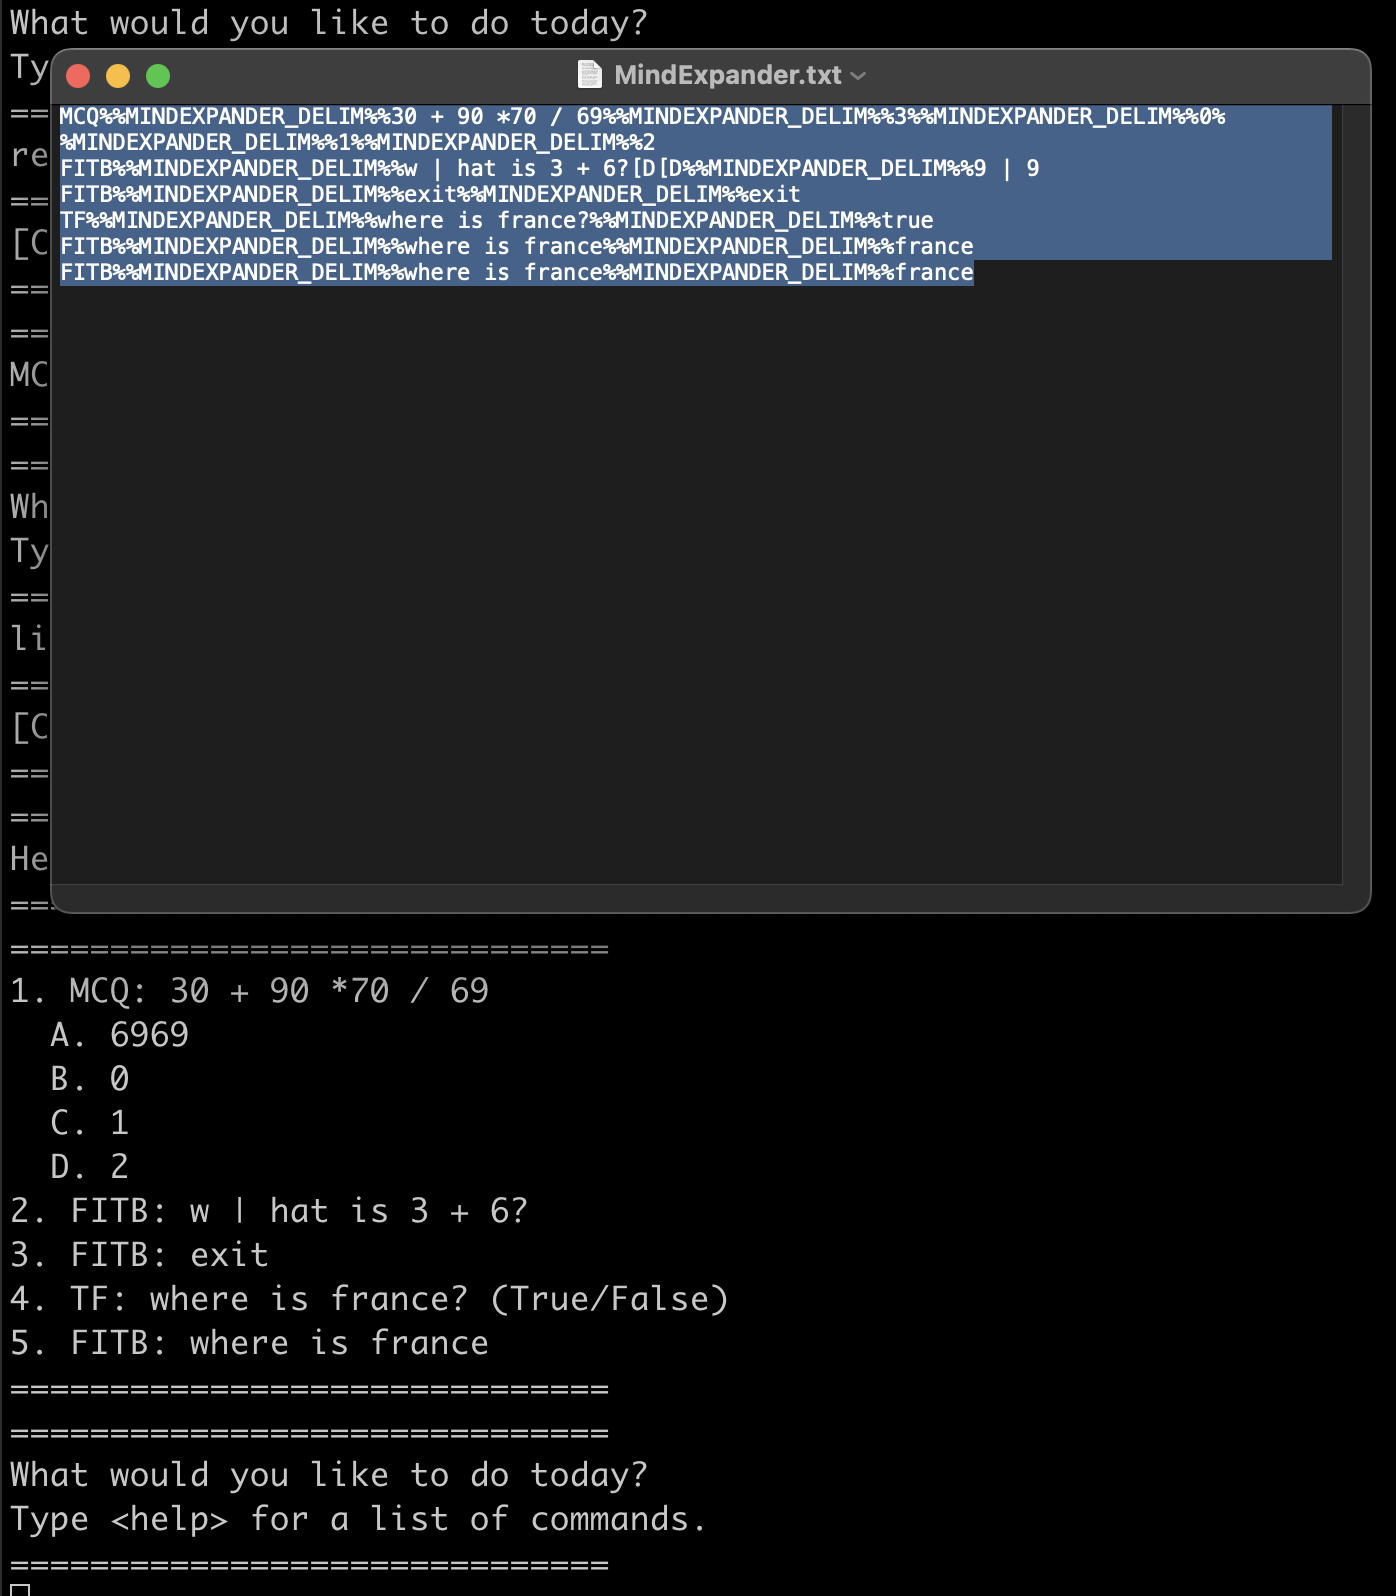 What would you like to do today?
Ty
MindExpander.txt
==
MCQ%%MINDEXPANDER_DELIM%%30 + 90 *70 / 69%%MINDEXPANDER_DELIM%%3%%MINDEXPANDER_DELIM%%0%
%MINDEXPANDER_DELIM%%1%%MINDEXPANDER_DELIM%%2
re
FITB%%MINDEXPANDER_DELIM%%w | hat is 3 + 6?[D[D%%MINDEXPANDER_DELIM%%9 | 9
FITB%%MINDEXPANDER_DELIM%%exit%%MINDEXPANDER_DELIM%%exit
==
TF%%MINDEXPANDER_DELIM%%where is france?%%MINDEXPANDER_DELIM%%true
[C
FITB%%MINDEXPANDER_DELIM%%where is france%%MINDEXPANDER_DELIM%%france
FITB%%MINDEXPANDER_DELIM%%where is france%%MINDEXPANDER_DELIM%%france
==
==
MC
==
==
Wh
Ty
==
li
==
[C
==
==
He
==
==============================
1. MCQ: 30 + 90 *70 / 69
A. 6969
B. 0
C. 1
D. 2
2. FITB: w | hat is 3 + 6?
3. FITB: exit
4. TF: where is france? (True/False)
5. FITB: where is france
==============================
==============================
What would you like to do today?
Type <help> for a list of commands.
==============================